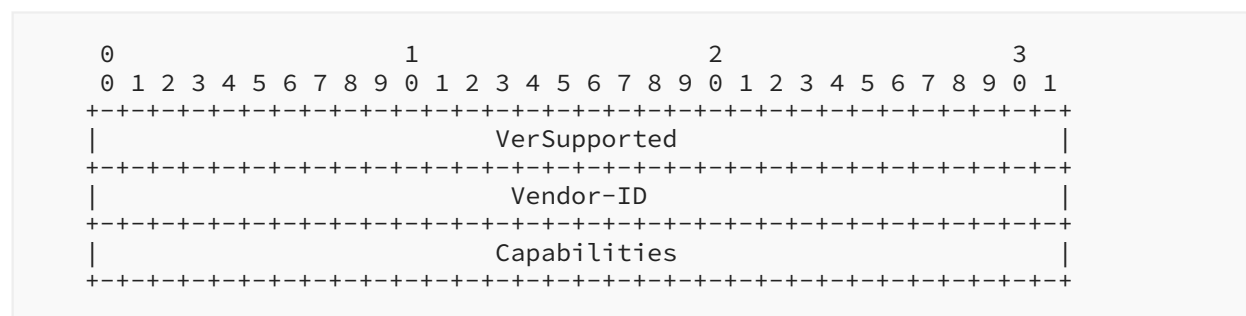 0                   1                   2                   3
 0 1 2 3 4 5 6 7 8 9 0 1 2 3 4 5 6 7 8 9 0 1 2 3 4 5 6 7 8 9 0 1
+-+-+-+-+-+-+-+-+-+-+-+-+-+-+-+-+-+-+-+-+-+-+-+-+-+-+-+-+-+-+-+-+
|                          VerSupported                         |
+-+-+-+-+-+-+-+-+-+-+-+-+-+-+-+-+-+-+-+-+-+-+-+-+-+-+-+-+-+-+-+-+
|                           Vendor-ID                           |
+-+-+-+-+-+-+-+-+-+-+-+-+-+-+-+-+-+-+-+-+-+-+-+-+-+-+-+-+-+-+-+-+
|                          Capabilities                         |
+-+-+-+-+-+-+-+-+-+-+-+-+-+-+-+-+-+-+-+-+-+-+-+-+-+-+-+-+-+-+-+-+